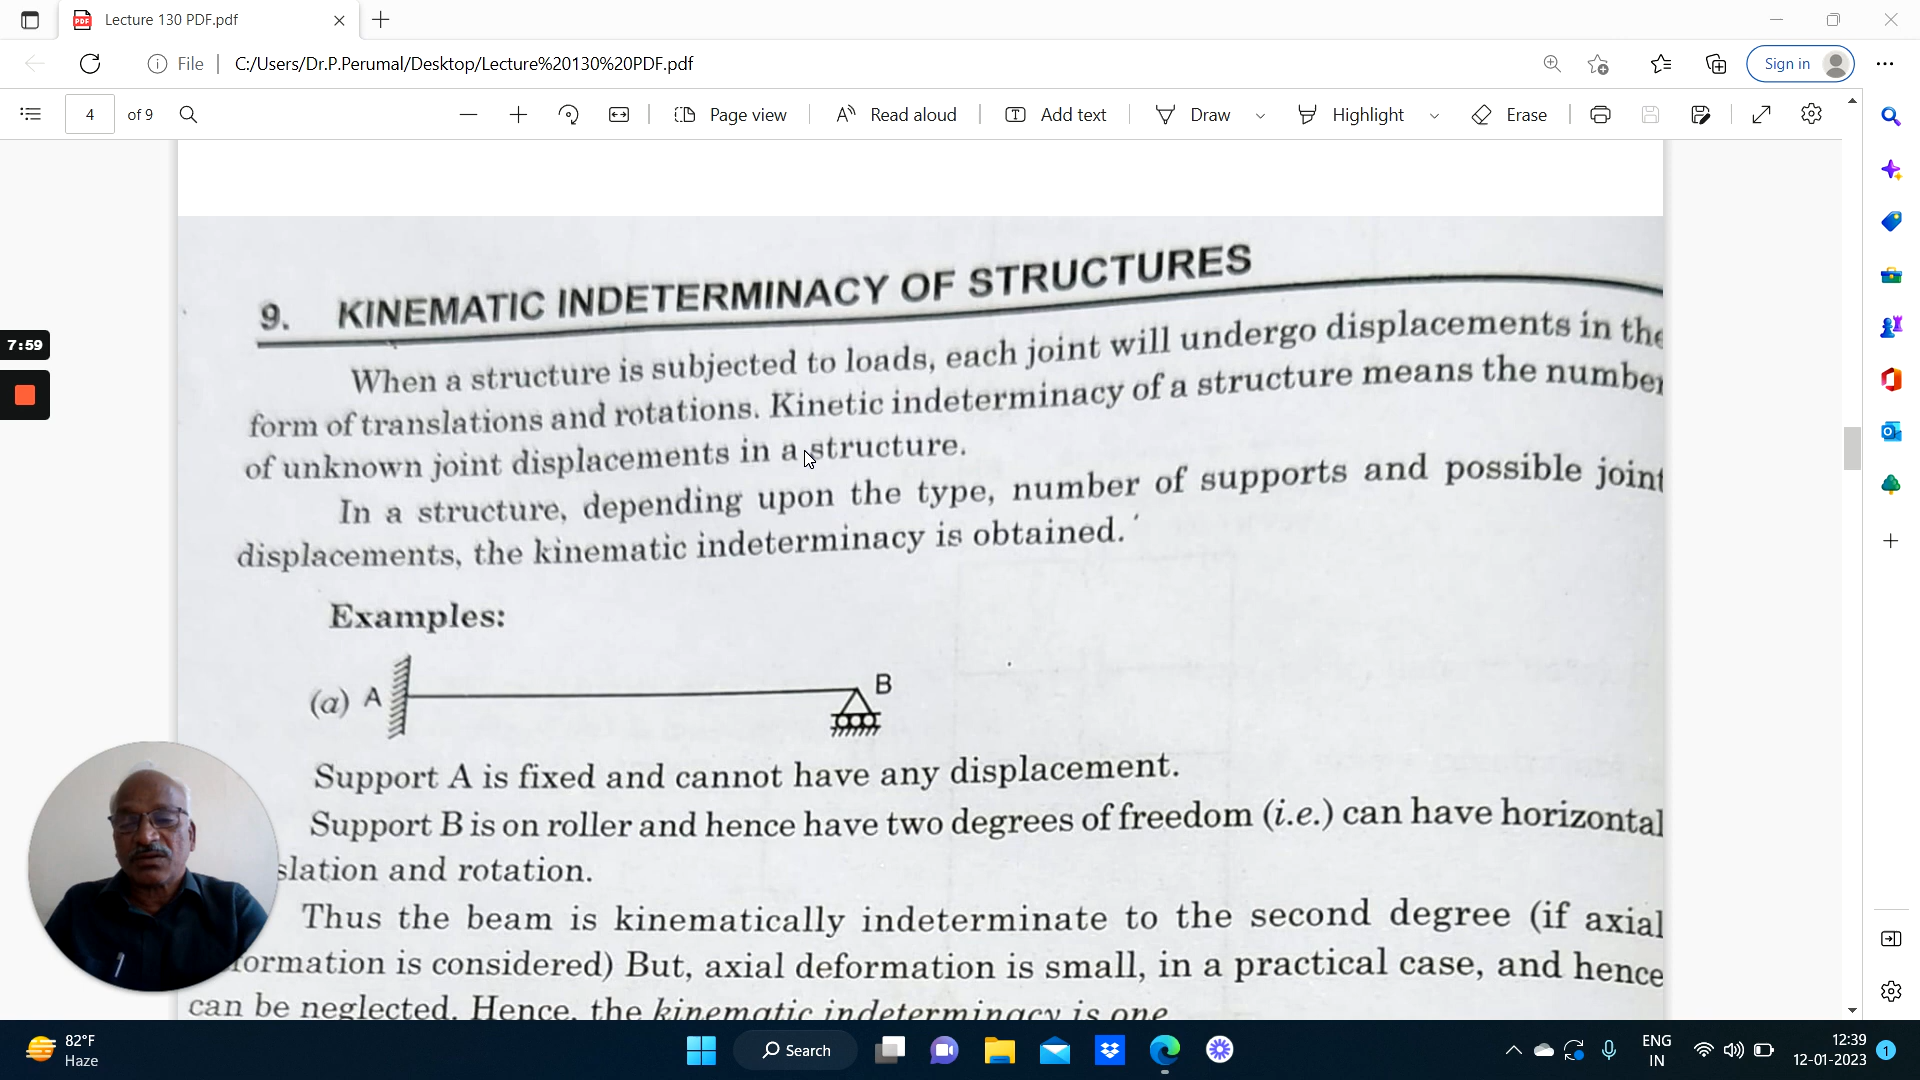 Lecture 130 PDF.pdf
File
C:/Users/Dr.P.Perumal/Desktop/Lecture%20130%20PDF.pdf
Sign in
4 of 9
Page view
Read aloud
Add text
Draw
Highlight
Erase
9. KINEMATIC INDETERMINACY OF STRUCTURES
When a structure is subjected to loads, each joint will undergo displacements in the
form of translations and rotations. Kinetic indeterminacy of a structure means the number
of unknown joint displacements in a structure.
In a structure, depending upon the type, number of supports and possible joint
displacements, the kinematic indeterminacy is obtained.
Examples:
(a) A
B
Support A is fixed and cannot have any displacement.
Support B is on roller and hence have two degrees of freedom (i.e.) can have horizontal
slation and rotation.
Thus the beam is kinematically indeterminate to the second degree (if axial
formation is considered) But, axial deformation is small, in a practical case, and hence
can be neglected. Hence, the kinematic indeterminacy is one
7:59
82°F
Haze
Search
ENG
IN
12:39
12-01-2023
1